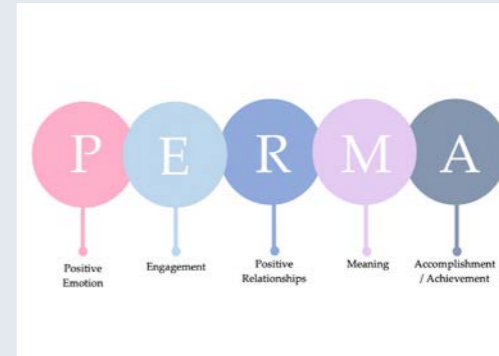 P E R M A
Positive
Emotion
Engagement
Positive
Relationships
Meaning
Accomplishment
/ Achievement